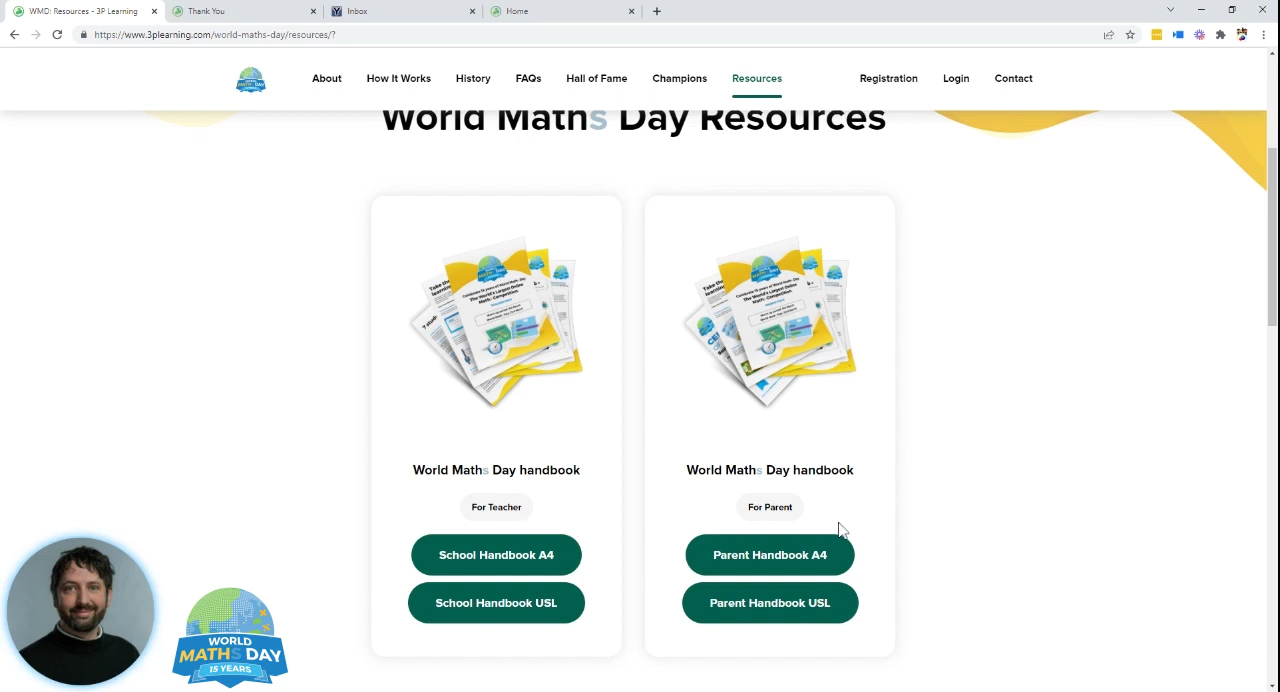 WMD: Resources - 3P Learning
Thank You
Inbox
Home
https://www.3plearning.com/world-maths-day/resources/?
About
How It Works
History
FAQs
Hall of Fame
Champions
Resources
Registration
Login
Contact
World Maths Day Resources
World Maths Day handbook
For Teacher
School Handbook A4
School Handbook USL
World Maths Day handbook
For Parent
Parent Handbook A4
Parent Handbook USL
WORLD
MATHS DAY
15 YEARS